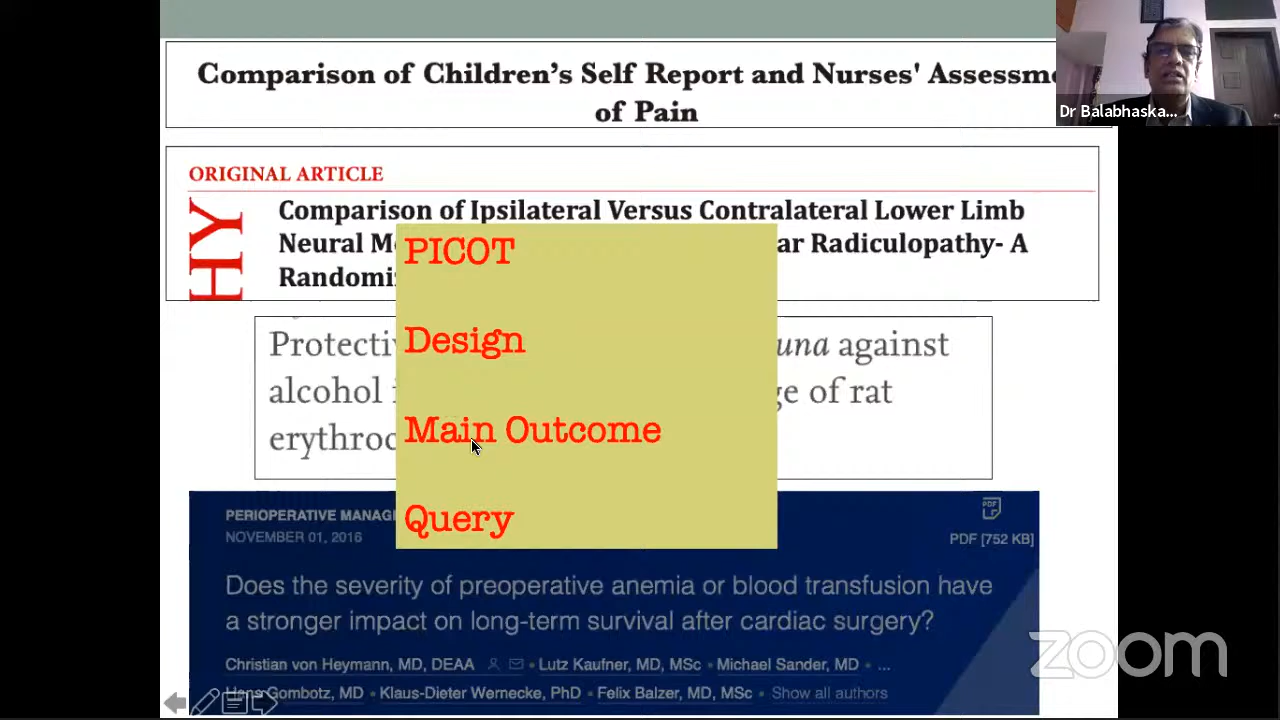 Comparison of Children's Self Report and Nurses' Assessme
of Pain
Dr Balabhaska...
ORIGINAL ARTICLE
HY
Comparison of Ipsilateral Versus Contralateral Lower Limb
Neural M
ar Radiculopathy- A
Randomi
PICOT
Design
Main Outcome
Query
Protecti
una against
alcohol
ge of rat
erythroc
PERIOPERATIVE MANAG
NOVEMBER 01, 2016
PDF
PDF [752 KB]
Does the severity of preoperative anemia or blood transfusion have
a stronger impact on long-term survival after cardiac surgery?
Christian von Heymann, MD, DEAA • Lutz Kaufner, MD, MSc • Michael Sander, MD • ...
Hans Gombotz, MD • Klaus-Dieter Wernecke, PhD • Felix Balzer, MD, MSc • Show all authors
zoom